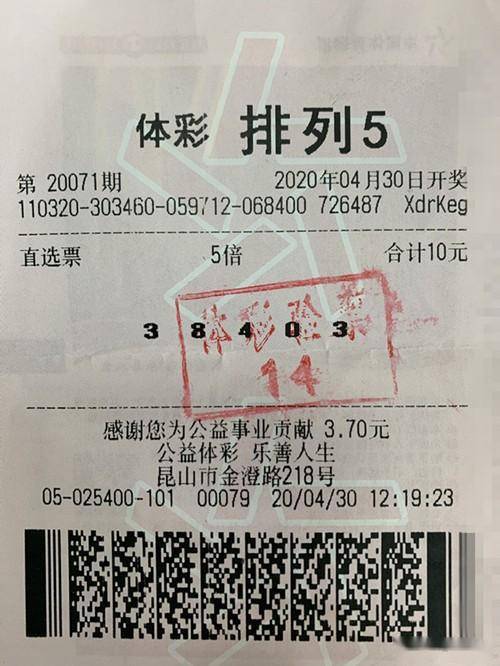 体彩 排列5
第 20071期 2020年04月30日开奖
110320-303460-059712-068400 726487 XdrKeg
直选票 5倍 合计10元
3 8 4 0 3
体彩验票
14
感谢您为公益事业贡献 3.70元
公益体彩 乐善人生
昆山市金澄路218号
05-025400-101 00079 20/04/30 12:19:23